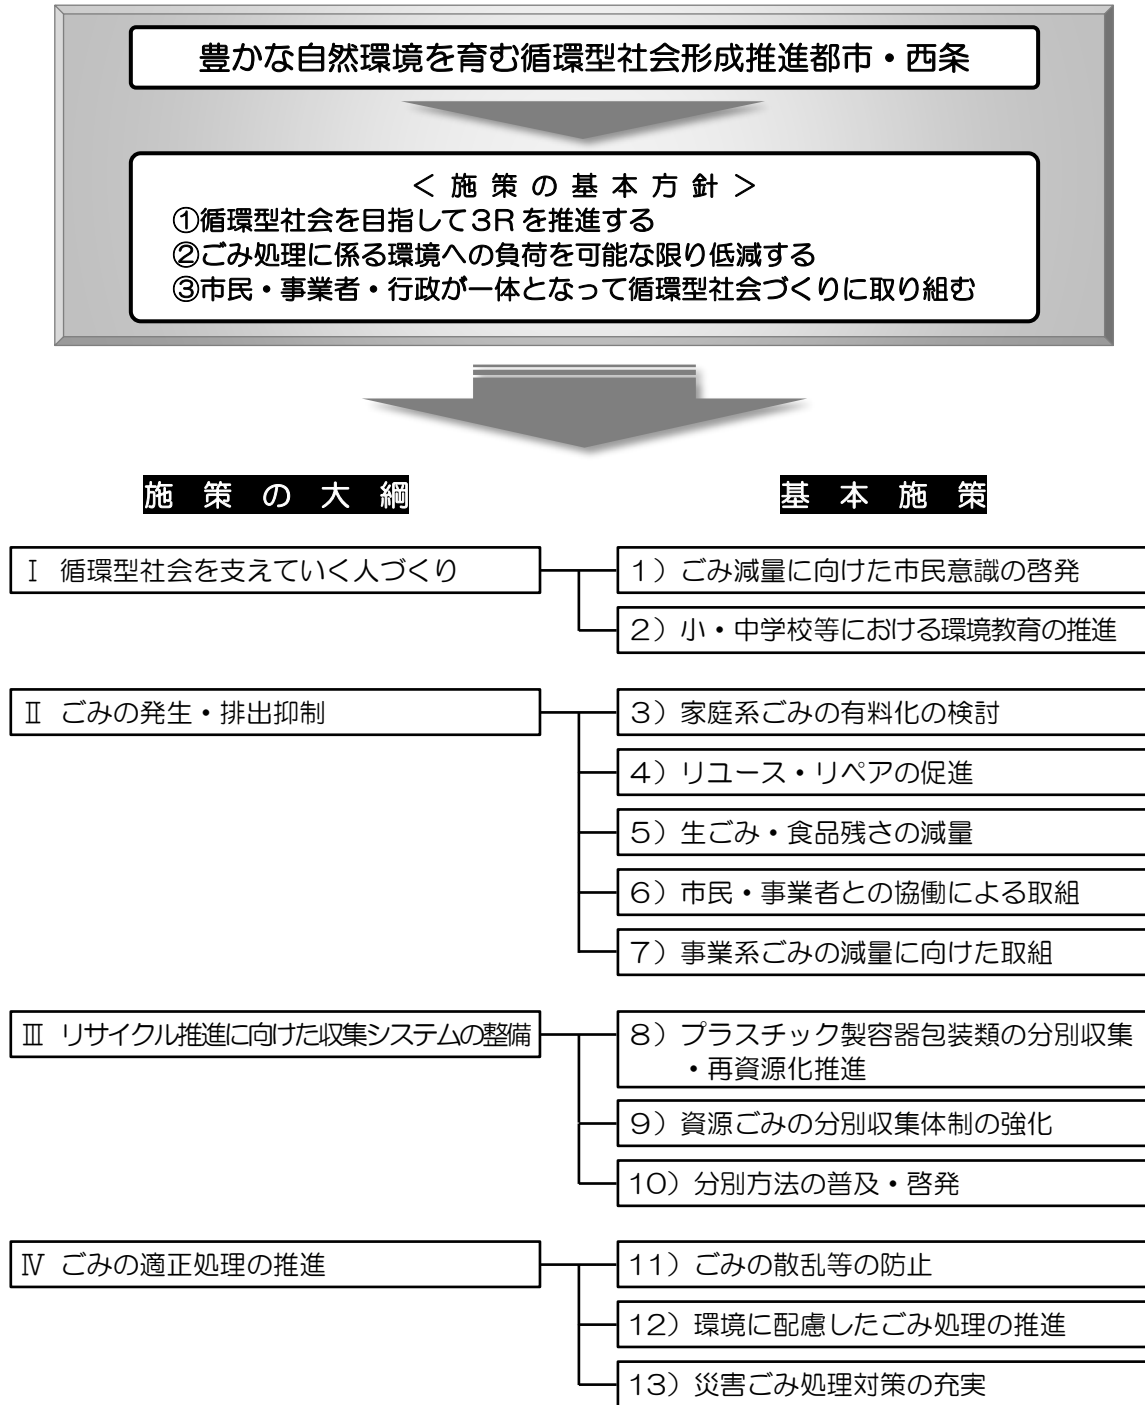 豊かな自然環境を育む循環型社会形成推進都市・西条
＜施策の基本方針＞
①循環型社会を目指して３Rを推進する
②ごみ処理に係る環境への負荷を可能な限り低減する
③市民・事業者・行政が一体となって循環型社会づくりに取り組む
施策の大綱
基本施策
Ⅰ 循環型社会を支えていく人づくり
１）ごみ減量に向けた市民意識の啓発
２）小・中学校等における環境教育の推進
Ⅱ ごみの発生・排出抑制
３）家庭系ごみの有料化の検討
４）リユース・リペアの促進
５）生ごみ・食品残さの減量
６）市民・事業者との協働による取組
７）事業系ごみの減量に向けた取組
Ⅲ リサイクル推進に向けた収集システムの整備
８）プラスチック製容器包装類の分別収集
・再資源化推進
９）資源ごみの分別収集体制の強化
10）分別方法の普及・啓発
Ⅳ ごみの適正処理の推進
11）ごみの散乱等の防止
12）環境に配慮したごみ処理の推進
13）災害ごみ処理対策の充実